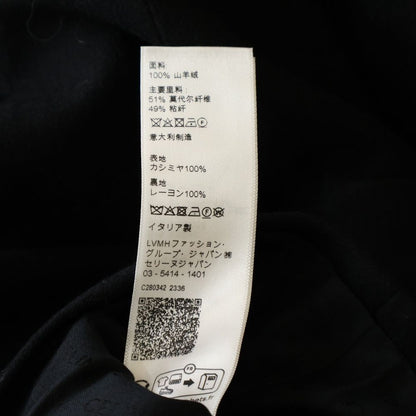 面料
100% 山羊绒
主要里料
51% 莫代尔纤维
49% 粘纤
意大利制造
表地
カシミヤ100%
裏地
レーヨン100%
イタリア製
LVMHファッション・
グループ・ジャパン㈱
セリーヌジャパン
03 - 5414 - 1401
C280342 2336
FR